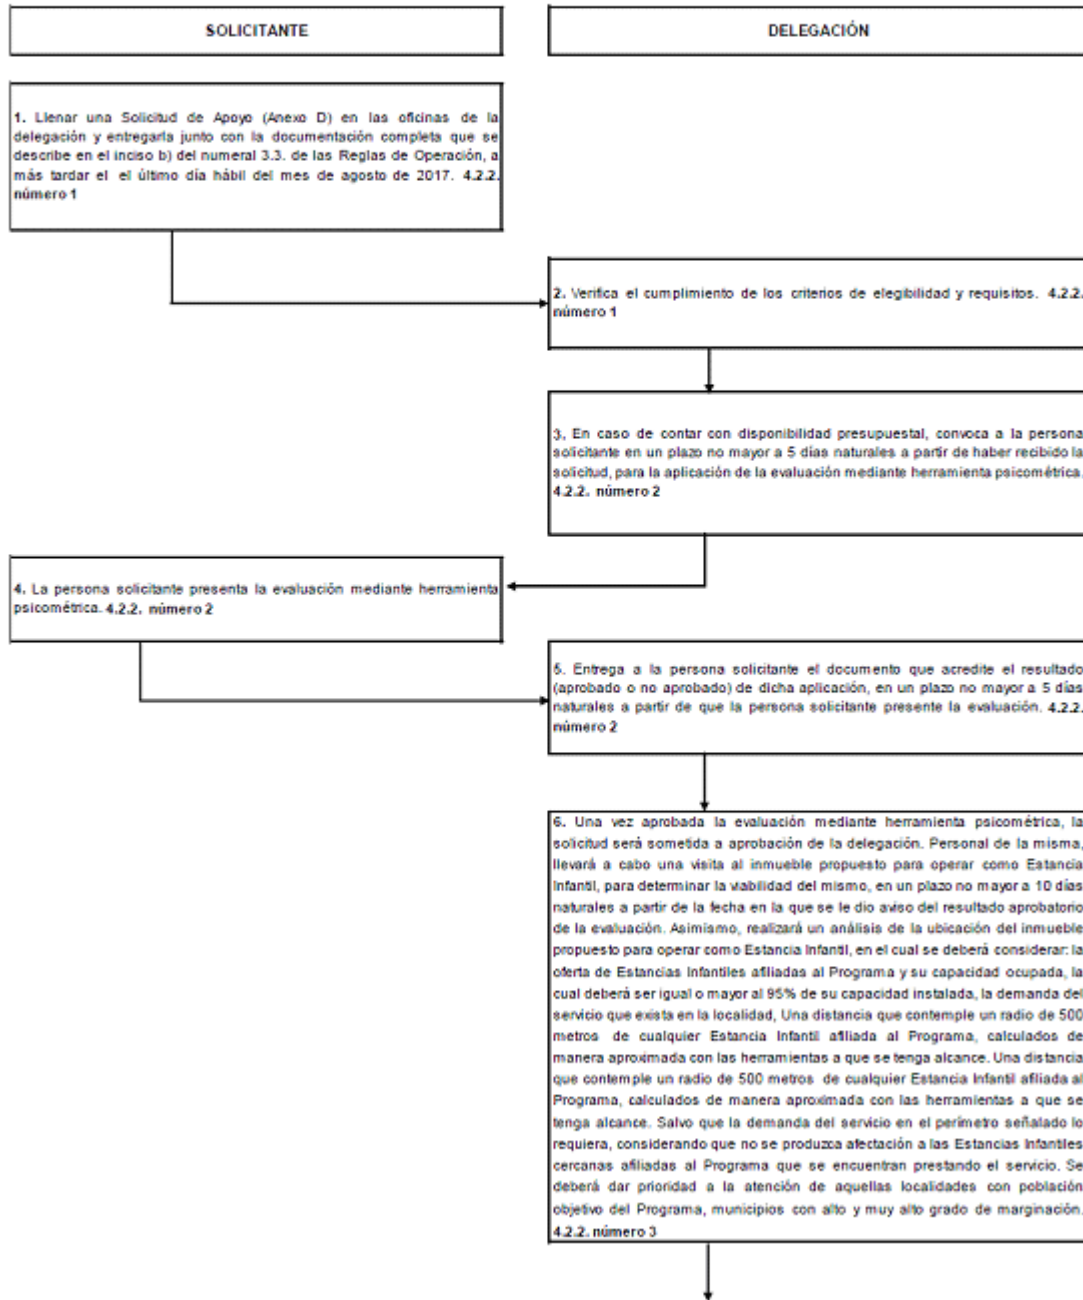 SOLICITANTE
DELEGACIÓN
1. Llenar una Solicitud de Apoyo (Anexo D) en las oficinas de la
delegación y entregarla junto con la documentación completa que se
describe en el inciso b) del numeral 3.3. de las Reglas de Operación, a
más tardar el el último día hábil del mes de agosto de 2017. 4.2.2.
número 1
2. Verifica el cumplimiento de los criterios de elegibilidad y requisitos. 4.2.2.
número 1
3. En caso de contar con disponibilidad presupuestal, convoca a la persona
solicitante en un plazo no mayor a 5 días naturales a partir de haber recibido la
solicitud, para la aplicación de la evaluación mediante herramienta psicométrica.
4.2.2. número 2
4. La persona solicitante presenta la evaluación mediante herramienta
psicométrica. 4.2.2. número 2
5. Entrega a la persona solicitante el documento que acredite el resultado
(aprobado o no aprobado) de dicha aplicación, en un plazo no mayor a 5 días
naturales a partir de que la persona solicitante presente la evaluación. 4.2.2.
número 2
6. Una vez aprobada la evaluación mediante herramienta psicométrica, la
solicitud será sometida a aprobación de la delegación. Personal de la misma,
llevará a cabo una visita al inmueble propuesto para operar como Estancia
Infantil, para determinar la viabilidad del mismo, en un plazo no mayor a 10 días
naturales a partir de la fecha en la que se le dio aviso del resultado aprobatorio
de la evaluación. Asimismo, realizará un análisis de la ubicación del inmueble
propuesto para operar como Estancia Infantil, en el cual se deberá considerar: la
oferta de Estancias Infantiles afiliadas al Programa y su capacidad ocupada, la
cual deberá ser igual o mayor al 95% de su capacidad instalada, la demanda del
servicio que exista en la localidad, Una distancia que contemple un radio de 500
metros de cualquier Estancia Infantil afiliada al Programa, calculados de
manera aproximada con las herramientas a que se tenga alcance. Una distancia
que contemple un radio de 500 metros de cualquier Estancia Infantil afiliada al
Programa, calculados de manera aproximada con las herramientas a que se
tenga alcance. Salvo que la demanda del servicio en el perímetro señalado lo
requiera, considerando que no se produzca afectación a las Estancias Infantiles
cercanas afiliadas al Programa que se encuentran prestando el servicio. Se
deberá dar prioridad a la atención de aquellas localidades con población
objetivo del Programa, municipios con alto y muy alto grado de marginación.
4.2.2. número 3